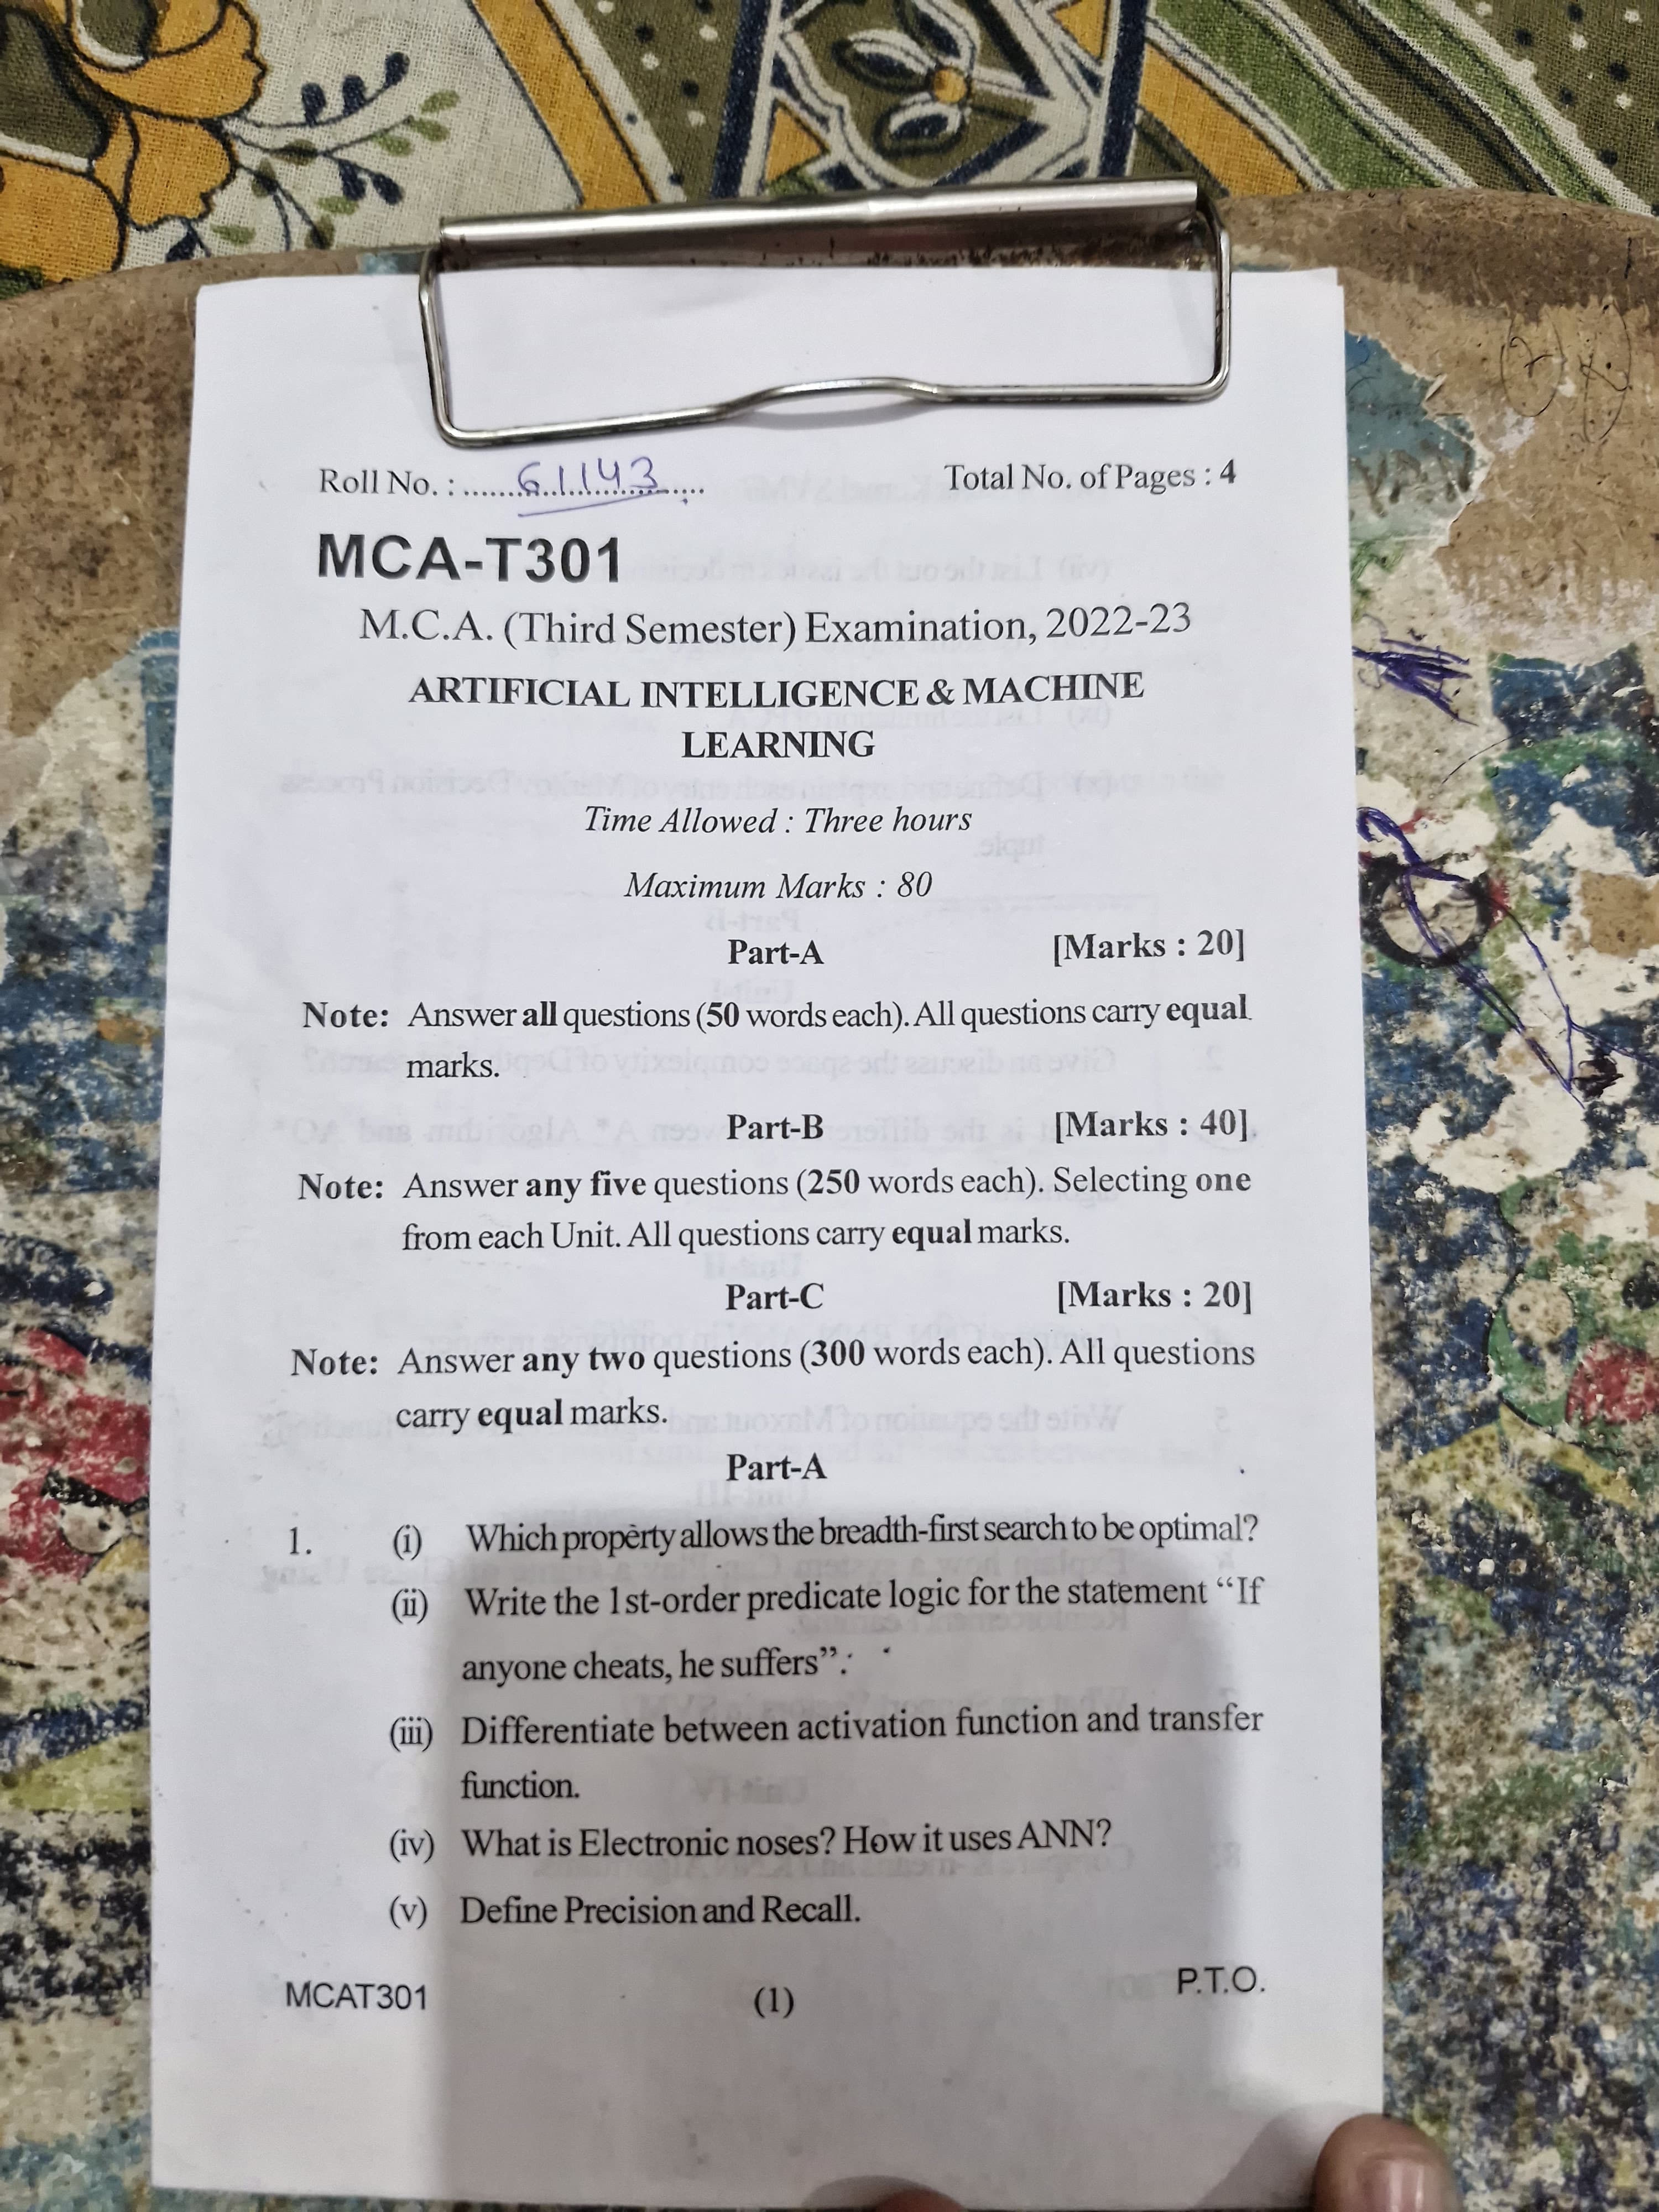 Roll No. : 61143 Total No. of Pages : 4
MCA-T301
M.C.A. (Third Semester) Examination, 2022-23
ARTIFICIAL INTELLIGENCE & MACHINE
LEARNING
Time Allowed : Three hours
Maximum Marks : 80
Part-A [Marks : 20]
Note: Answer all questions (50 words each). All questions carry equal
marks.
Part-B [Marks : 40]
Note: Answer any five questions (250 words each). Selecting one
from each Unit. All questions carry equal marks.
Part-C [Marks : 20]
Note: Answer any two questions (300 words each). All questions
carry equal marks.
Part-A
1. (i) Which property allows the breadth-first search to be optimal?
(ii) Write the 1st-order predicate logic for the statement “If
anyone cheats, he suffers”.
(iii) Differentiate between activation function and transfer
function.
(iv) What is Electronic noses? How it uses ANN?
(v) Define Precision and Recall.
MCAT301 (1) P.T.O.